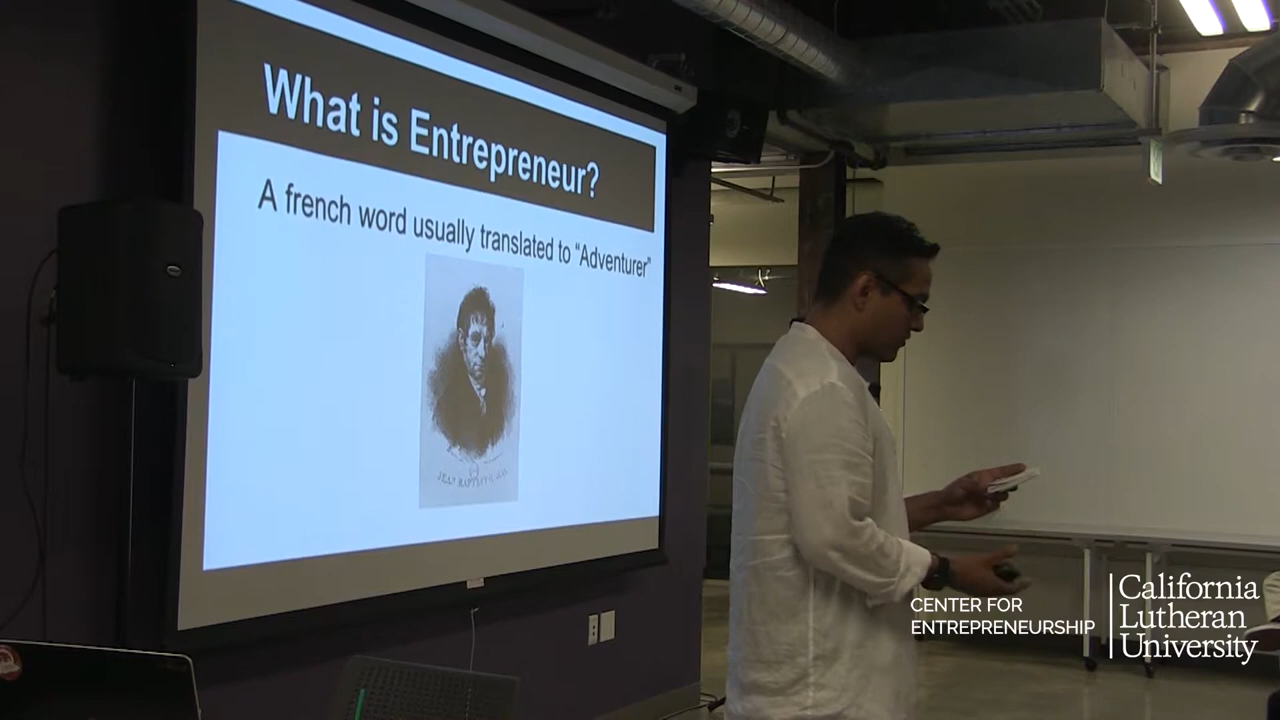 What is Entrepreneur?
A french word usually translated to “Adventurer”
CENTER FOR
ENTREPRENEURSHIP
California
Lutheran
University